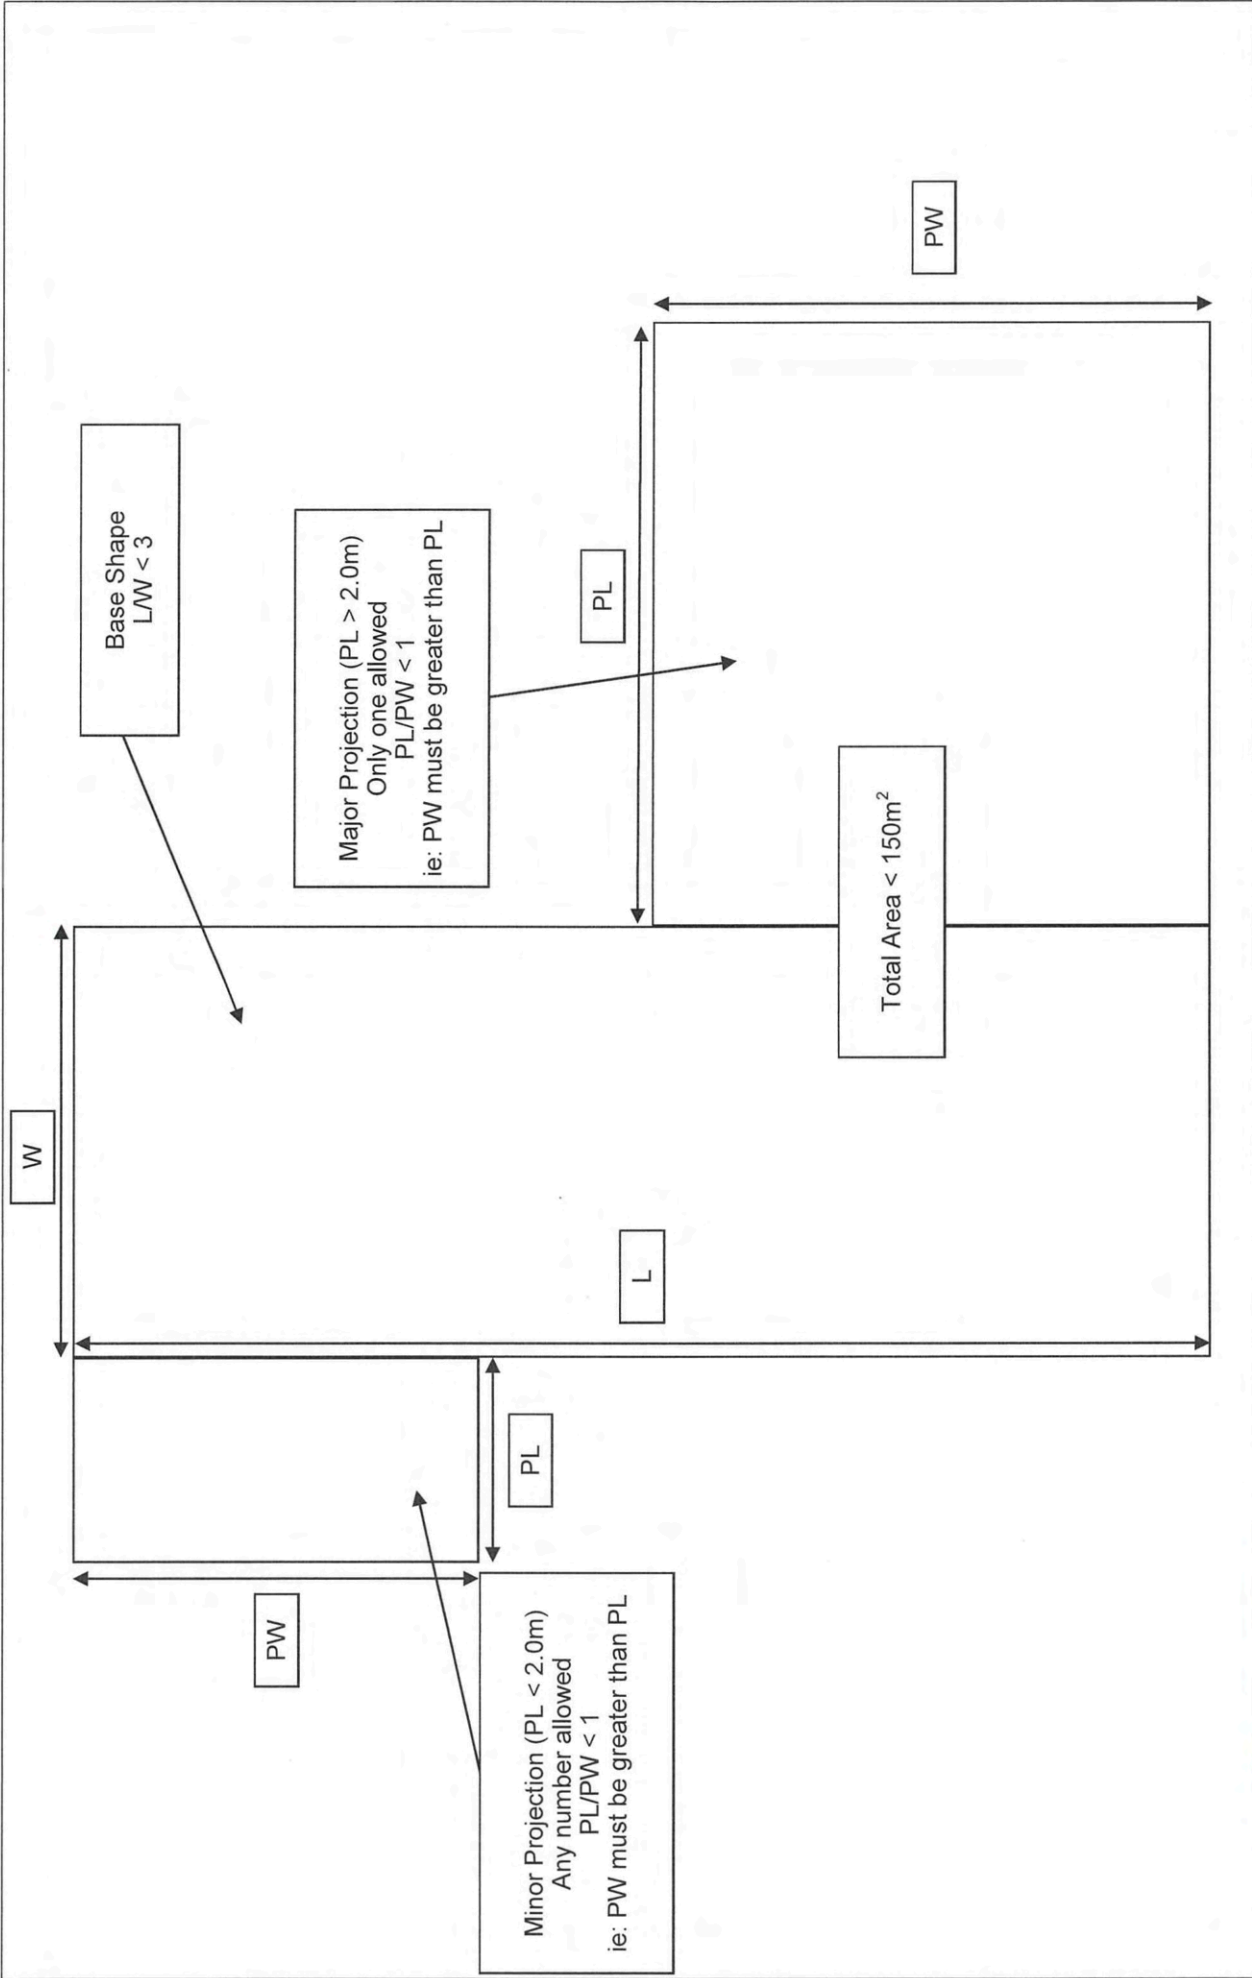 Minor Projection (PL < 2.0m)
Any number allowed
PL/PW < 1
ie: PW must be greater than PL
PW
PL
W
L
Base Shape
L/W < 3
Major Projection (PL > 2.0m)
Only one allowed
PL/PW < 1
ie: PW must be greater than PL
PL
Total Area < 150m²
PW